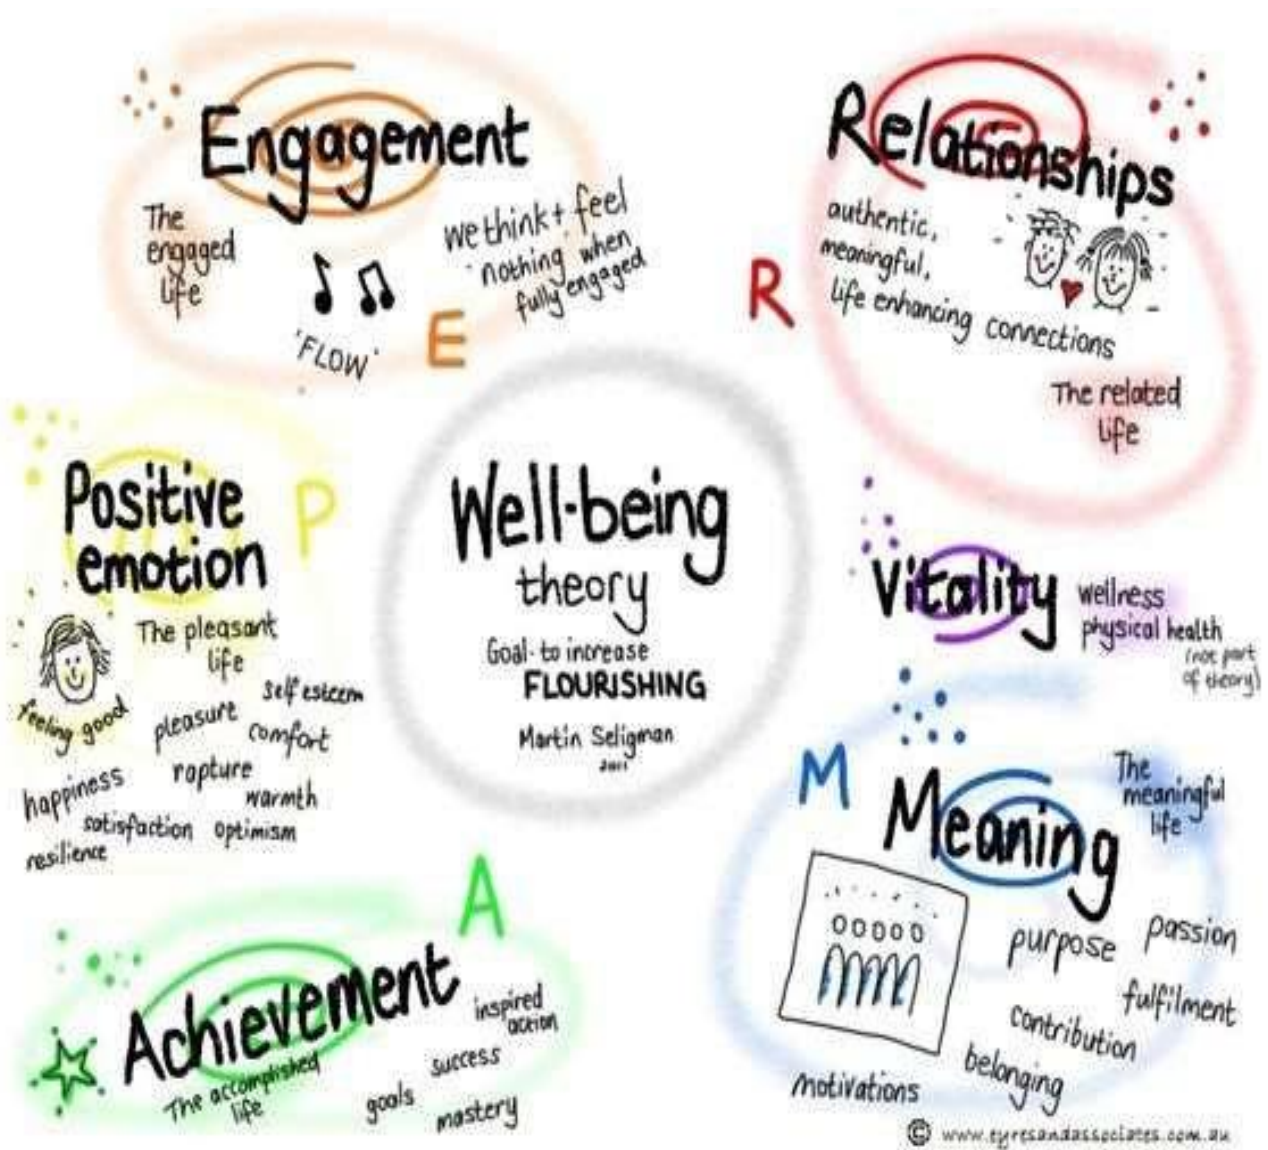 Engagement
The
engaged
life
'FLOW'
we think + feel
nothing when
fully engaged
E
Relationships
authentic,
meaningful,
life enhancing connections
The related
life
R
Positive
emotion
P
The pleasant
life
feeling good
self esteem
pleasure
comfort
happiness
rapture
warmth
satisfaction
optimism
resilience
Well-being
theory
Goal - to increase
FLOURISHING
Martin Seligman
2011
Vitality
wellness
physical health
(not part
of theory)
M
Meaning
The
meaningful
life
purpose
passion
fulfilment
contribution
belonging
motivations
A
Achievement
The accomplished
life
inspired
action
success
goals
mastery
© www.eyresandassociates.com.au